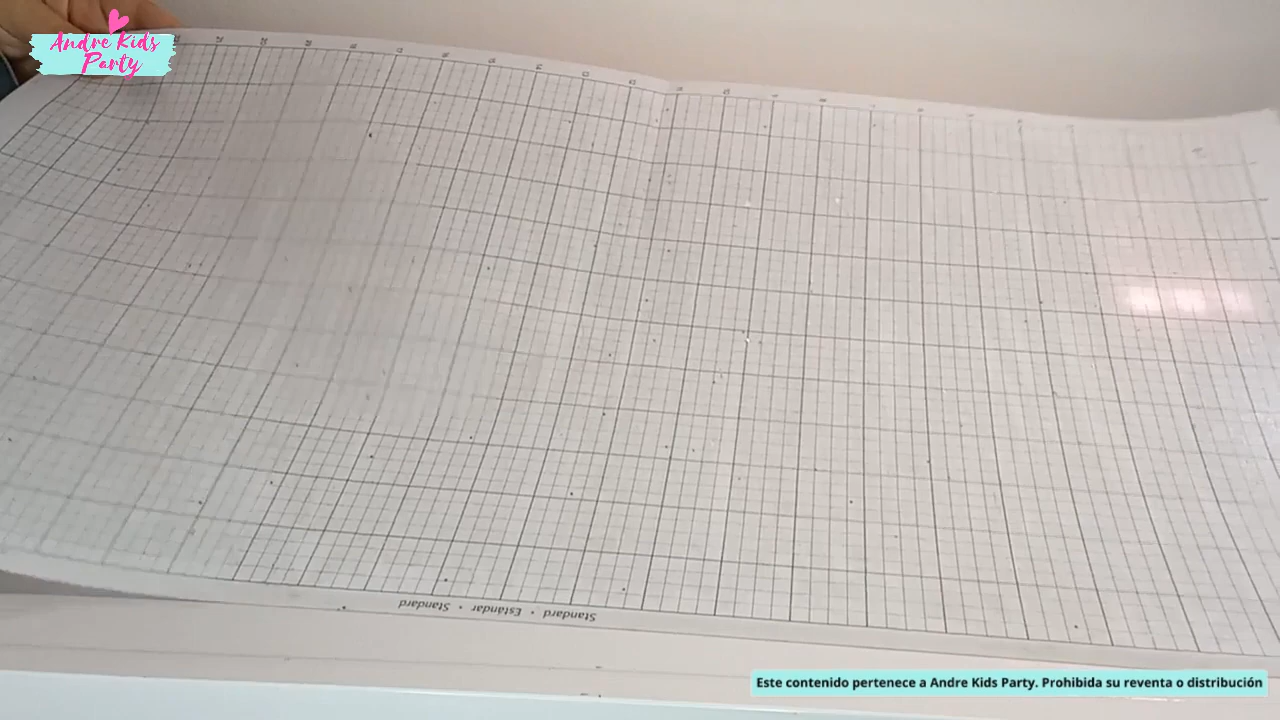 Andre Kids
Party
Standard • Estándar • Standard
Este contenido pertenece a Andre Kids Party. Prohibida su reventa o distribución